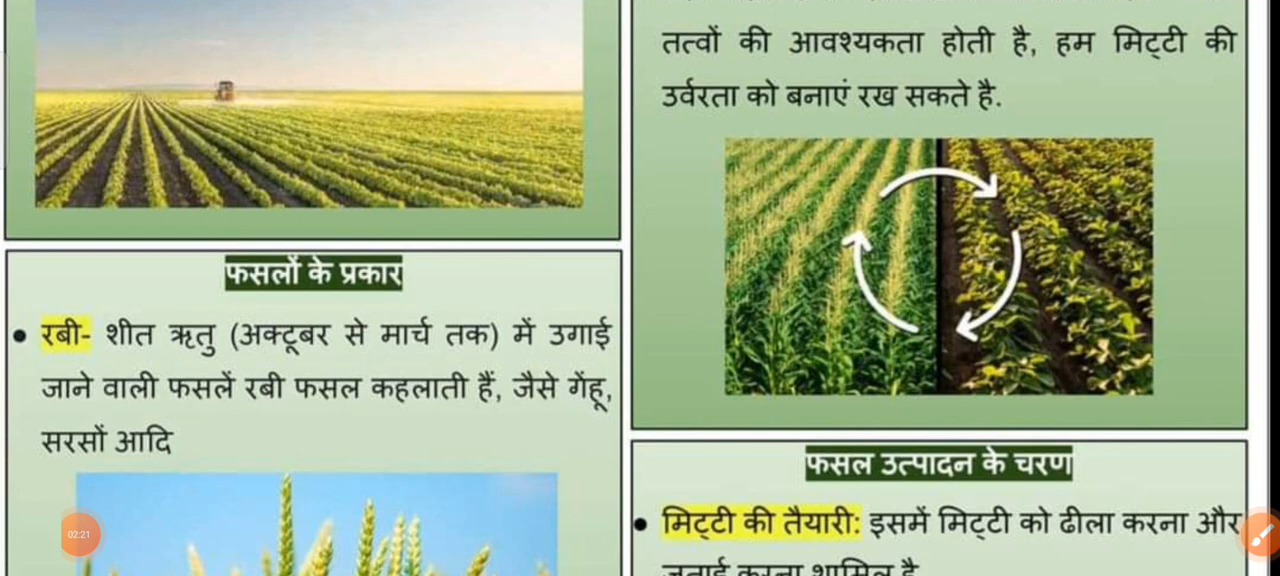 फसलों के प्रकार
• रबी- शीत ऋतु (अक्टूबर से मार्च तक) में उगाई
जाने वाली फसलें रबी फसल कहलाती हैं, जैसे गेंहू,
सरसों आदि
02:21
तत्वों की आवश्यकता होती है, हम मिट्टी की
उर्वरता को बनाएं रख सकते है.
फसल उत्पादन के चरण
• मिट्टी की तैयारी: इसमें मिट्टी को ढीला करना और
जुताई करना शामिल है